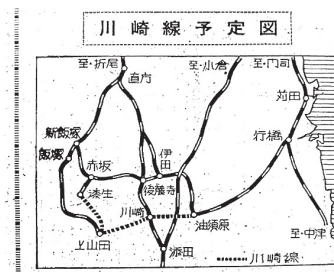 川崎線予定図
至・折尾
至・小倉
至・門司
直方
苅田
新飯塚
行橋
飯塚
伊田
赤坂
後藤寺
漆生
川崎
油須原
上山田
至・中津
添田
川崎線